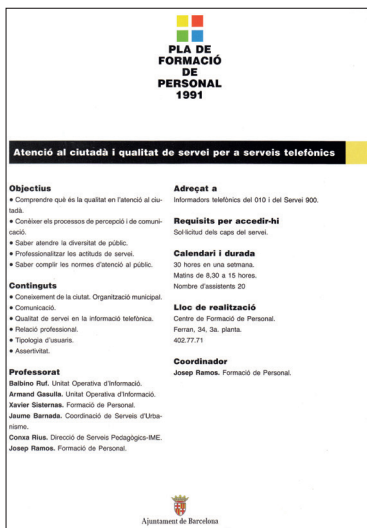 PLA DE
FORMACIÓ
DE
PERSONAL
1991
Atenció al ciutadà i qualitat de servei per a serveis telefònics
Objectius
• Comprendre què és la qualitat en l'atenció al ciu-
tadà.
• Conèixer els processos de percepció i de comuni-
cació.
• Saber atendre la diversitat de públic.
• Professionalitzar les actituds de servei.
• Saber complir les normes d'atenció al públic.
Continguts
• Coneixement de la ciutat. Organització municipal.
• Comunicació.
• Qualitat de servei en la informació telefònica.
• Relació professional.
• Tipologia d'usuaris.
• Assertivitat.
Professorat
Balbino Ruf. Unitat Operativa d'Informació.
Armand Gasulla. Unitat Operativa d'Informació.
Xavier Sisternas. Formació de Personal.
Jaume Barnada. Coordinació de Serveis d'Urba-
nisme.
Conxa Rius. Direcció de Serveis Pedagògics-IME.
Josep Ramos. Formació de Personal.
Adreçat a
Informadors telefònics del 010 i del Servei 900.
Requisits per accedir-hi
Sol·licitud dels caps del servei.
Calendari i durada
30 hores en una setmana.
Matins de 8,30 a 15 hores.
Nombre d'assistents 20
Lloc de realització
Centre de Formació de Personal.
Ferran, 34, 3a. planta.
402.77.71
Coordinador
Josep Ramos. Formació de Personal.
Ajuntament de Barcelona